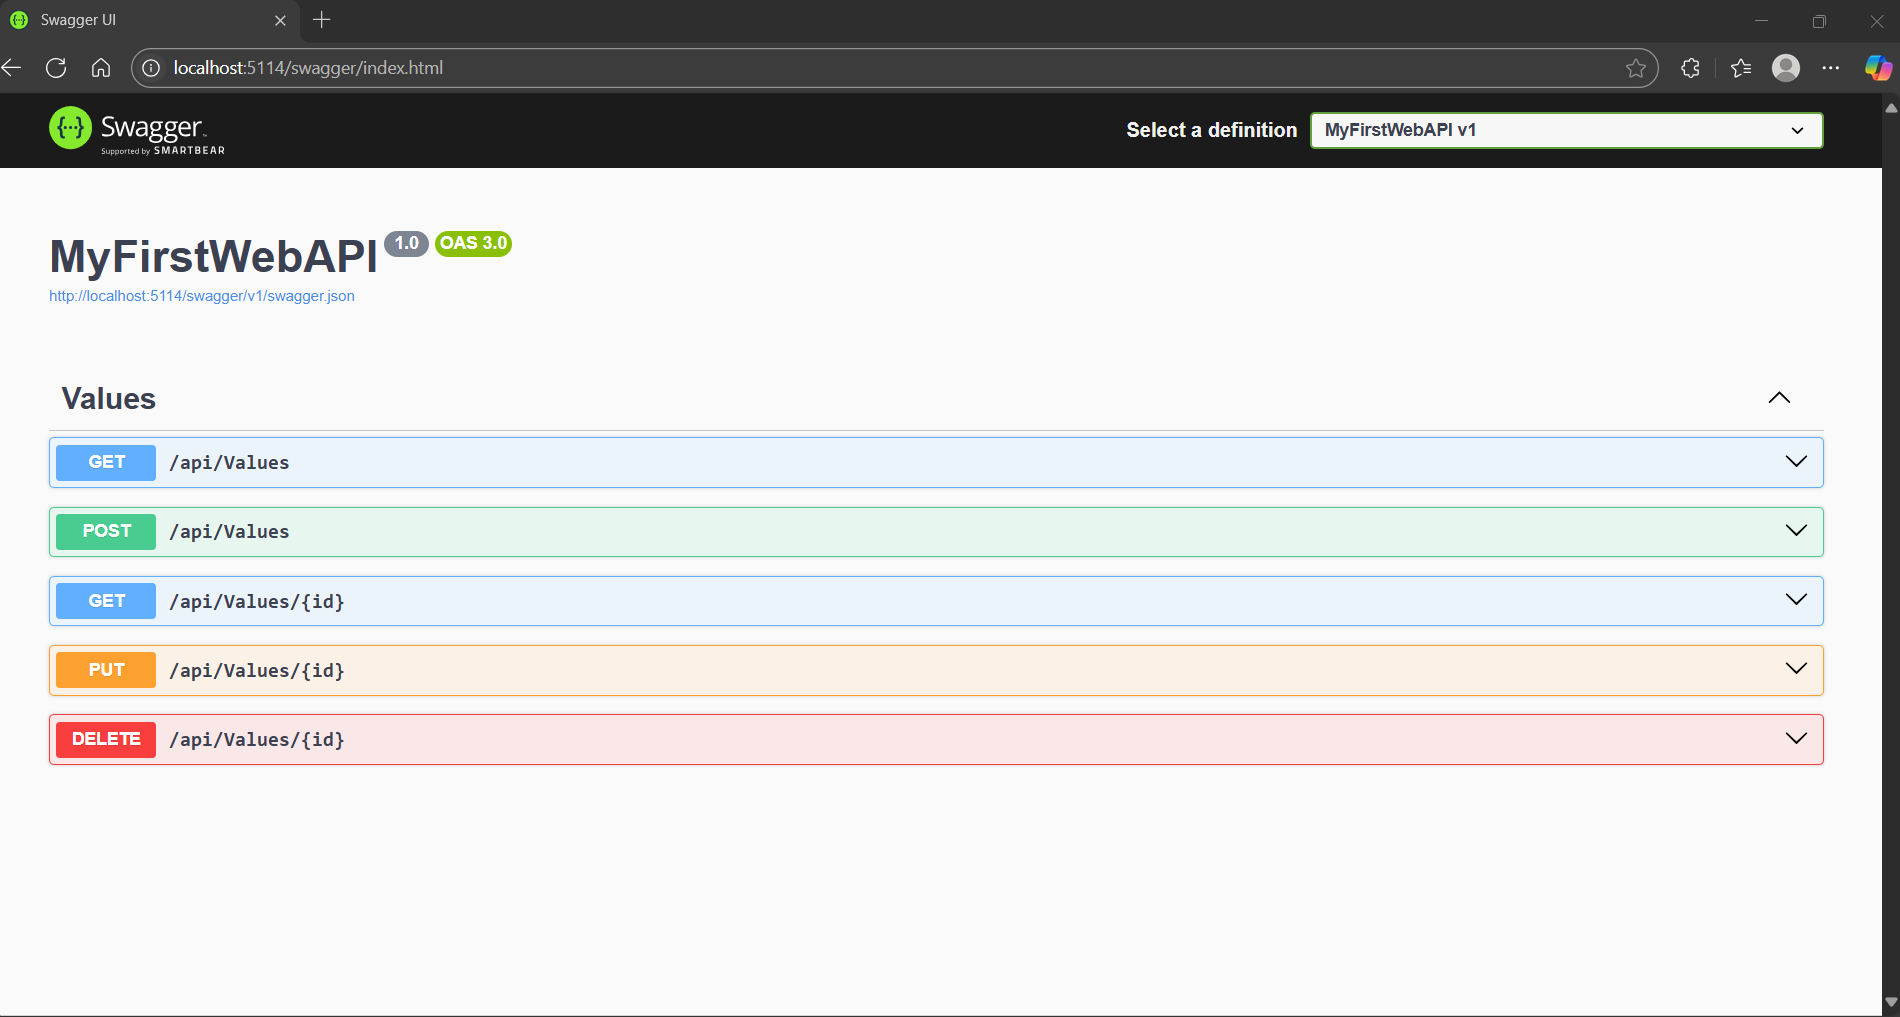 Swagger UI
localhost:5114/swagger/index.html
{···} Swagger™
Supported by SMARTBEAR
Select a definition
MyFirstWebAPI v1
MyFirstWebAPI 1.0 OAS 3.0
http://localhost:5114/swagger/v1/swagger.json
Values
GET /api/Values
POST /api/Values
GET /api/Values/{id}
PUT /api/Values/{id}
DELETE /api/Values/{id}